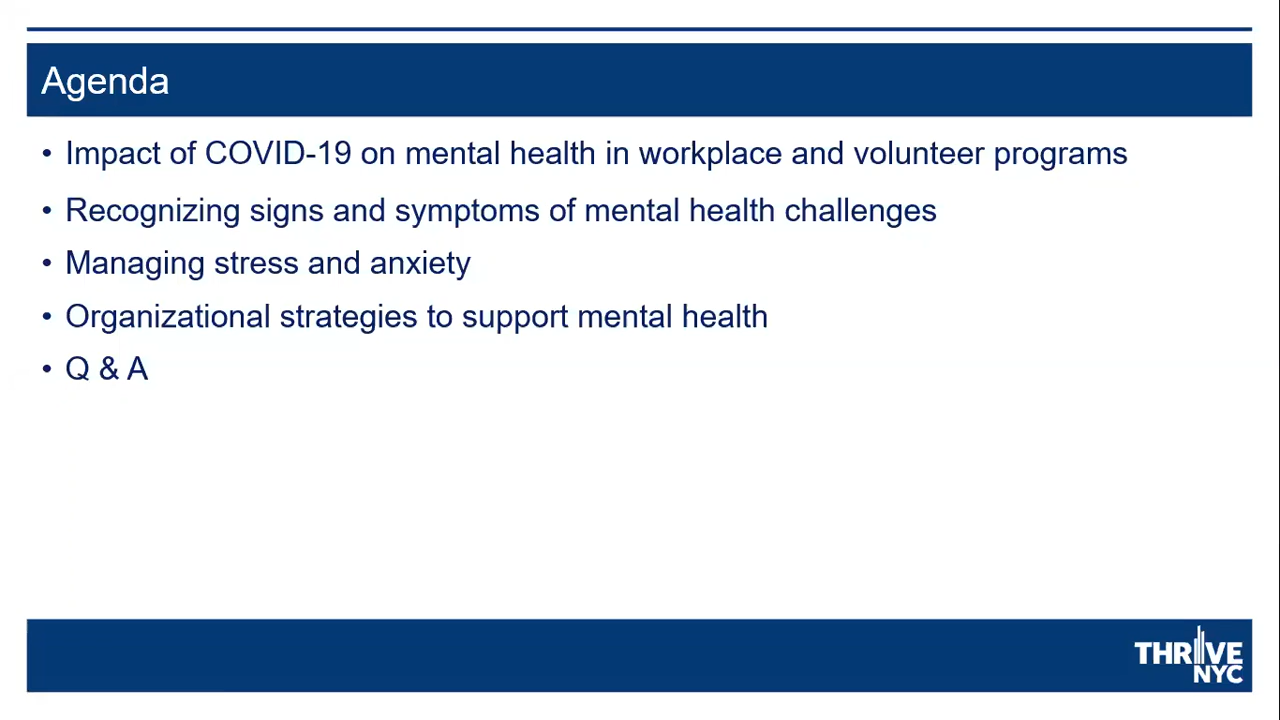 Agenda
• Impact of COVID-19 on mental health in workplace and volunteer programs
• Recognizing signs and symptoms of mental health challenges
• Managing stress and anxiety
• Organizational strategies to support mental health
• Q & A
THRIVE
NYC